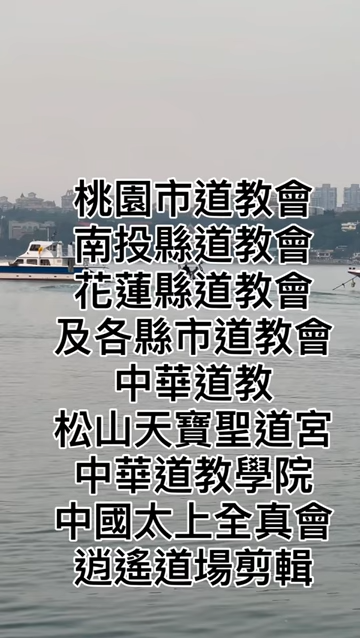 桃園市道教會
南投縣道教會
花蓮縣道教會
及各縣市道教會
中華道教
松山天寶聖道宮
中華道教學院
中國太上全真會
逍遙道場剪輯